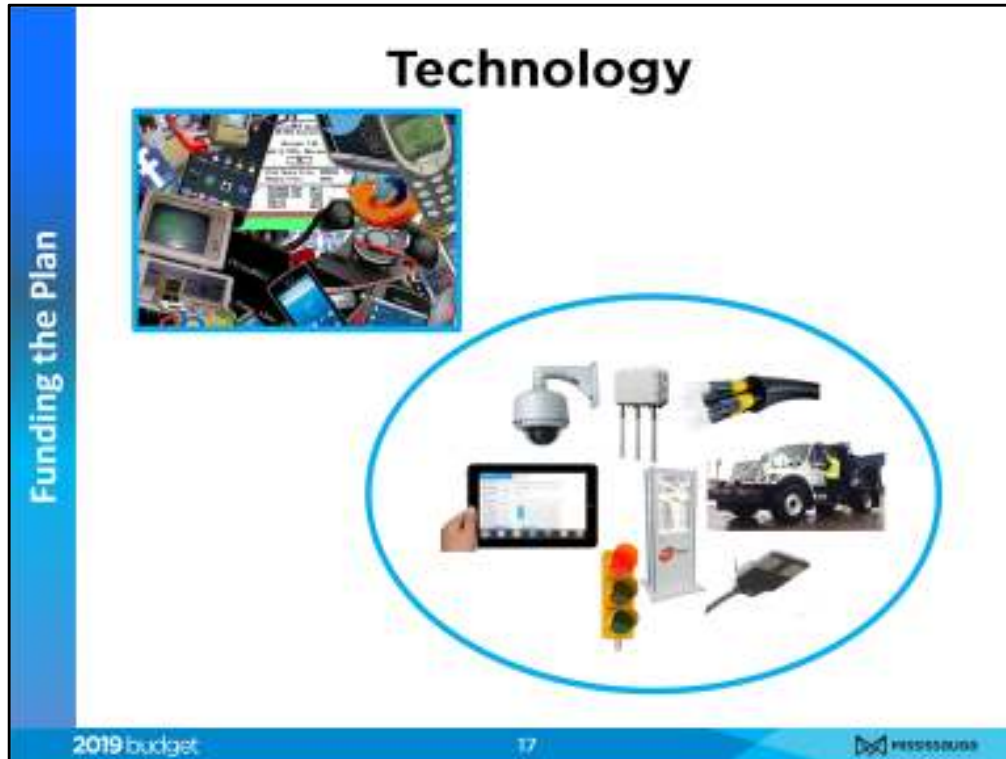 Technology
Funding the Plan
f
2019 budget
17
MISSISSAUGA